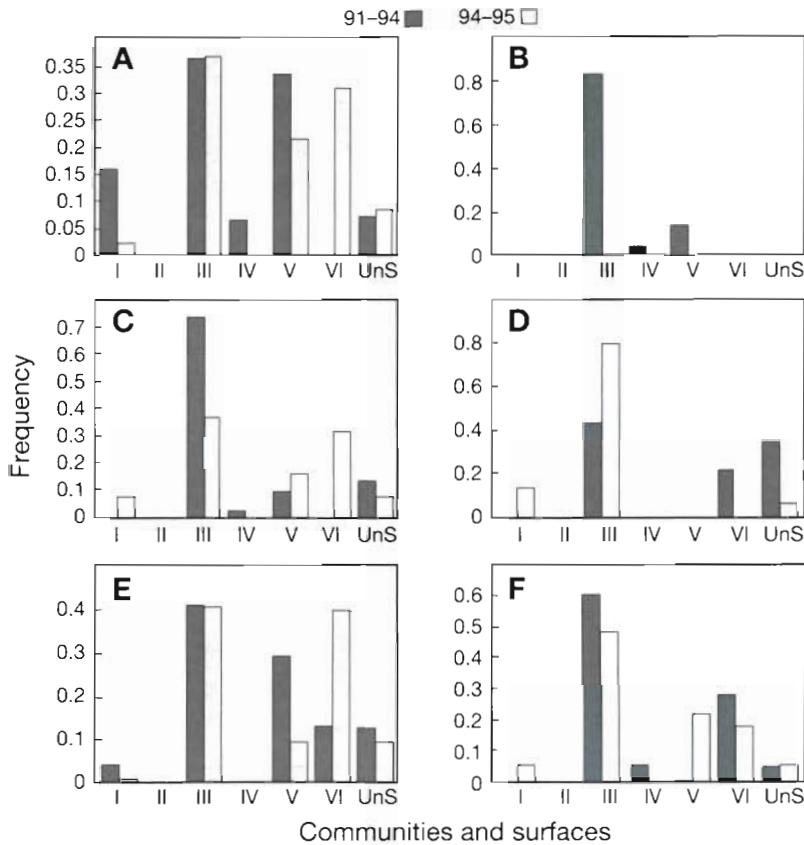 91–94 94–95
A
0.35
0.3
0.25
0.2
0.15
0.1
0.05
0
I II III IV V VI UnS
B
0.8
0.6
0.4
0.2
0
I II III IV V VI UnS
C
0.7
0.6
0.5
0.4
0.3
0.2
0.1
0
I II III IV V VI UnS
D
0.8
0.6
0.4
0.2
0
I II III IV V VI UnS
E
0.4
0.3
0.2
0.1
0
I II III IV V VI UnS
F
0.6
0.5
0.4
0.3
0.2
0.1
0
I II III IV V VI UnS
Frequency
Communities and surfaces